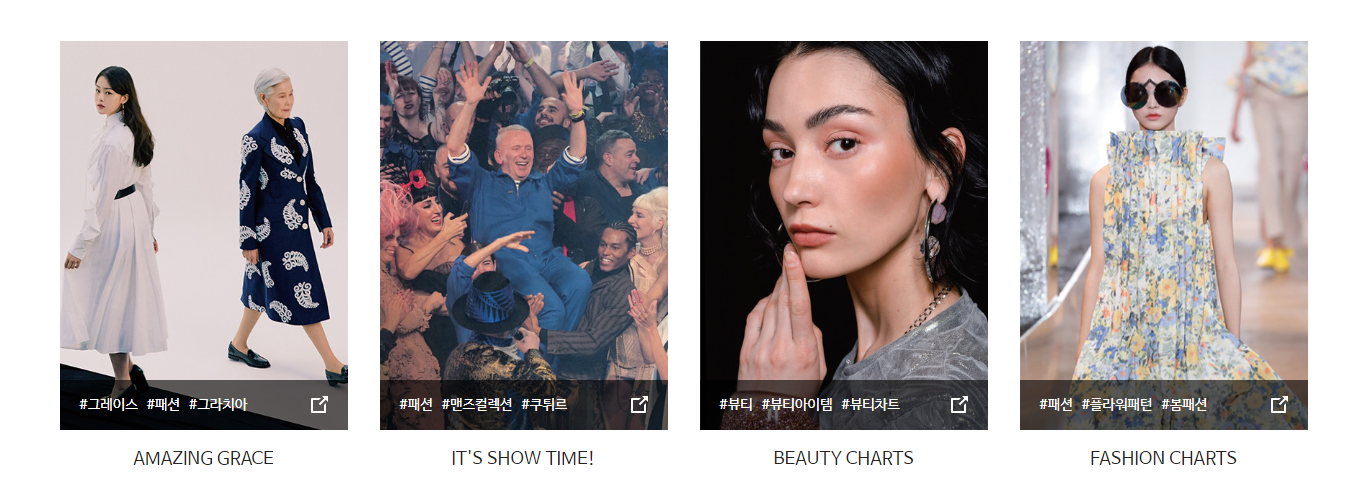 #그레이스 #패션 #그라치아
#패션 #맨즈컬렉션 #쿠튀르
#뷰티 #뷰티아이템 #뷰티차트
#패션 #플라워패턴 #봄패션
AMAZING GRACE
IT'S SHOW TIME!
BEAUTY CHARTS
FASHION CHARTS